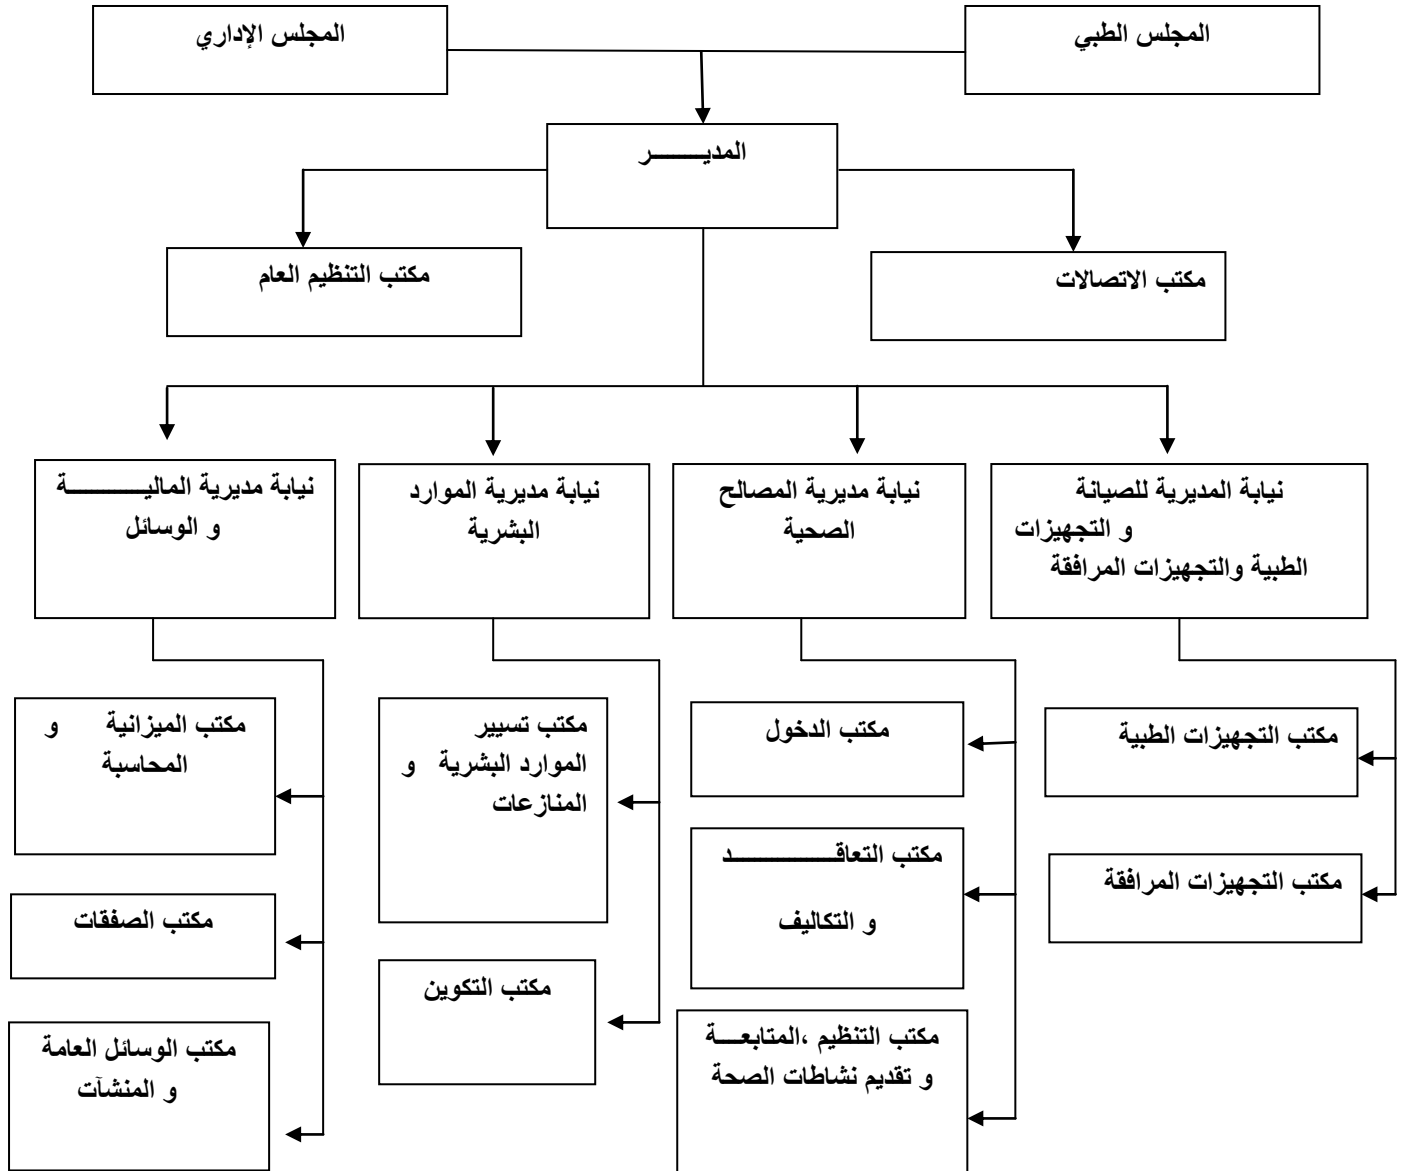 المجلس الطبي
المجلس الإداري
المديـــــــر
مكتب الاتصالات
مكتب التنظيم العام
نيابة المديرية للصيانة
و التجهيزات
الطبية والتجهيزات المرافقة
نيابة مديرية المصالح
الصحية
نيابة مديرية الموارد
البشرية
نيابة مديرية الماليـــــــــة
و الوسائل
مكتب التجهيزات الطبية
مكتب التجهيزات المرافقة
مكتب الدخول
مكتب التعاقـــــــــــد
و التكاليف
مكتب التنظيم ،المتابعـــة
و تقديم نشاطات الصحة
مكتب تسيير
الموارد البشرية و
المنازعات
مكتب التكوين
مكتب الميزانية و
المحاسبة
مكتب الصفقات
مكتب الوسائل العامة
و المنشآت